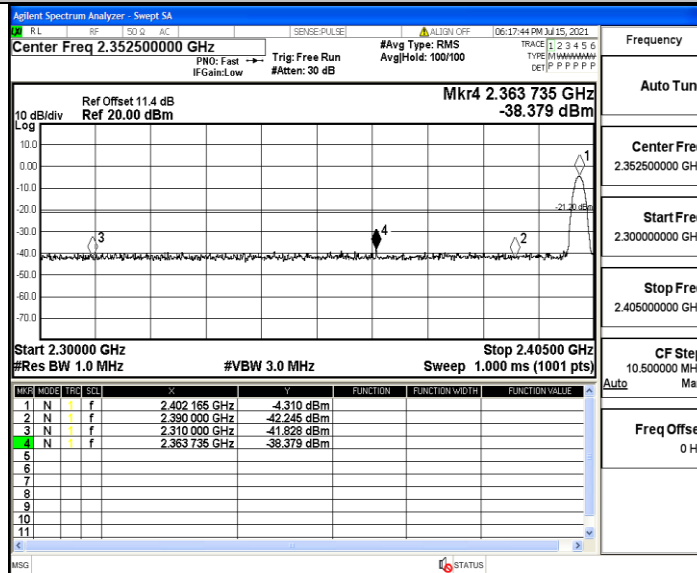 Agilent Spectrum Analyzer - Swept SA
RL RF 50 Ω AC SENSE:PULSE ALIGN OFF 06:17:44 PM Jul 15, 2021
Center Freq 2.352500000 GHz
PNO: Fast
IFGain:Low
Trig: Free Run
#Atten: 30 dB
#Avg Type: RMS
Avg|Hold: 100/100
TRACE 1 2 3 4 5 6
TYPE M W W W W W
DET P P P P P P
Ref Offset 11.4 dB
10 dB/div Ref 20.00 dBm
Log
Mkr4 2.363 735 GHz
-38.379 dBm
10.0
0.00
-10.0
-20.0
-30.0
-40.0
-50.0
-60.0
-70.0
1
-21.20 dBm
3
4
2
Start 2.30000 GHz Stop 2.40500 GHz
#Res BW 1.0 MHz #VBW 3.0 MHz Sweep 1.000 ms (1001 pts)
MKR MODE TRC SCL X Y FUNCTION FUNCTION WIDTH FUNCTION VALUE
1 N 1 f 2.402 165 GHz -4.310 dBm
2 N 1 f 2.390 000 GHz -42.245 dBm
3 N 1 f 2.310 000 GHz -41.828 dBm
4 N 1 f 2.363 735 GHz -38.379 dBm
5
6
7
8
9
10
11
MSG STATUS
Frequency
Auto Tun
Center Fre
2.352500000 GH
Start Fre
2.300000000 GH
Stop Fre
2.405000000 GH
CF Step
10.500000 MH
Auto Ma
Freq Offse
0 H